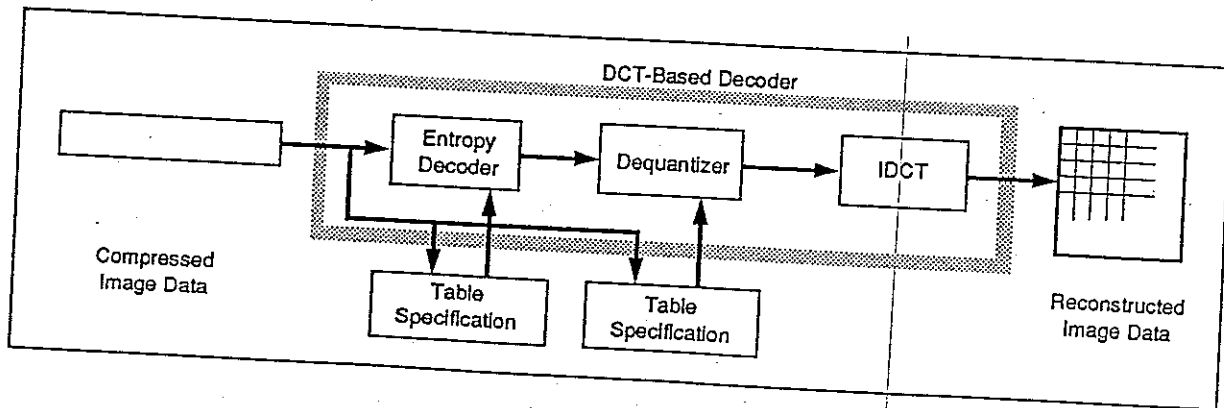 DCT-Based Decoder
Entropy
Decoder
Dequantizer
IDCT
Compressed
Image Data
Table
Specification
Table
Specification
Reconstructed
Image Data